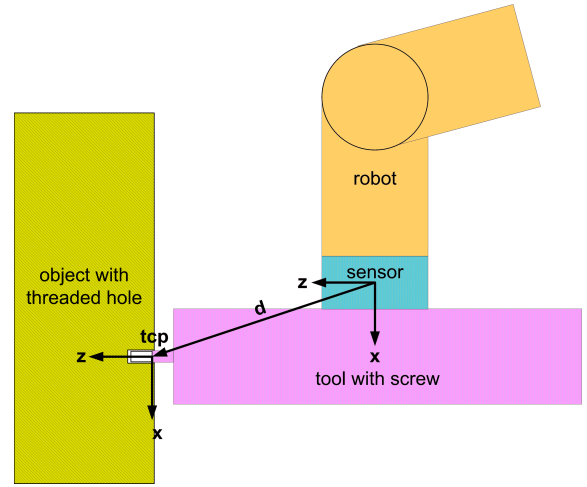 robot
sensor
z
object with
threaded hole
d
tcp
z
x
tool with screw
x